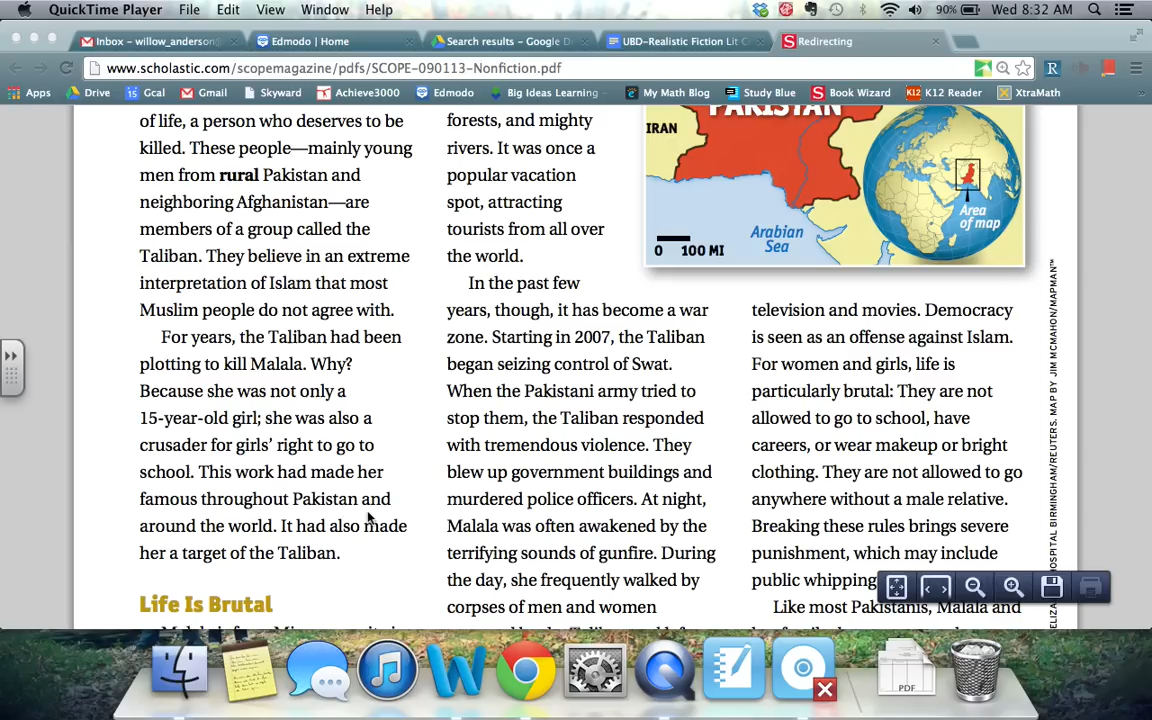 QuickTime Player File Edit View Window Help
90% Wed 8:32 AM
Inbox – willow_anderson@
Edmodo | Home
Search results – Google D
UBD-Realistic Fiction Lit C
Redirecting
www.scholastic.com/scopemagazine/pdfs/SCOPE-090113-Nonfiction.pdf
Apps Drive Gcal Gmail Skyward Achieve3000 Edmodo Big Ideas Learning My Math Blog Study Blue Book Wizard K12 Reader XtraMath
of life, a person who deserves to be
killed. These people—mainly young
men from rural Pakistan and
neighboring Afghanistan—are
members of a group called the
Taliban. They believe in an extreme
interpretation of Islam that most
Muslim people do not agree with.
For years, the Taliban had been
plotting to kill Malala. Why?
Because she was not only a
15-year-old girl; she was also a
crusader for girls’ right to go to
school. This work had made her
famous throughout Pakistan and
around the world. It had also made
her a target of the Taliban.
Life Is Brutal
forests, and mighty
rivers. It was once a
popular vacation
spot, attracting
tourists from all over
the world.
In the past few
years, though, it has become a war
zone. Starting in 2007, the Taliban
began seizing control of Swat.
When the Pakistani army tried to
stop them, the Taliban responded
with tremendous violence. They
blew up government buildings and
murdered police officers. At night,
Malala was often awakened by the
terrifying sounds of gunfire. During
the day, she frequently walked by
corpses of men and women
PAKISTAN
IRAN
Arabian
Sea
0 100 MI
Area
of map
television and movies. Democracy
is seen as an offense against Islam.
For women and girls, life is
particularly brutal: They are not
allowed to go to school, have
careers, or wear makeup or bright
clothing. They are not allowed to go
anywhere without a male relative.
Breaking these rules brings severe
punishment, which may include
public whipping
Like most Pakistanis, Malala and
HOSPITAL BIRMINGHAM/REUTERS. MAP BY JIM MCMAHON/MAPMAN™
PDF